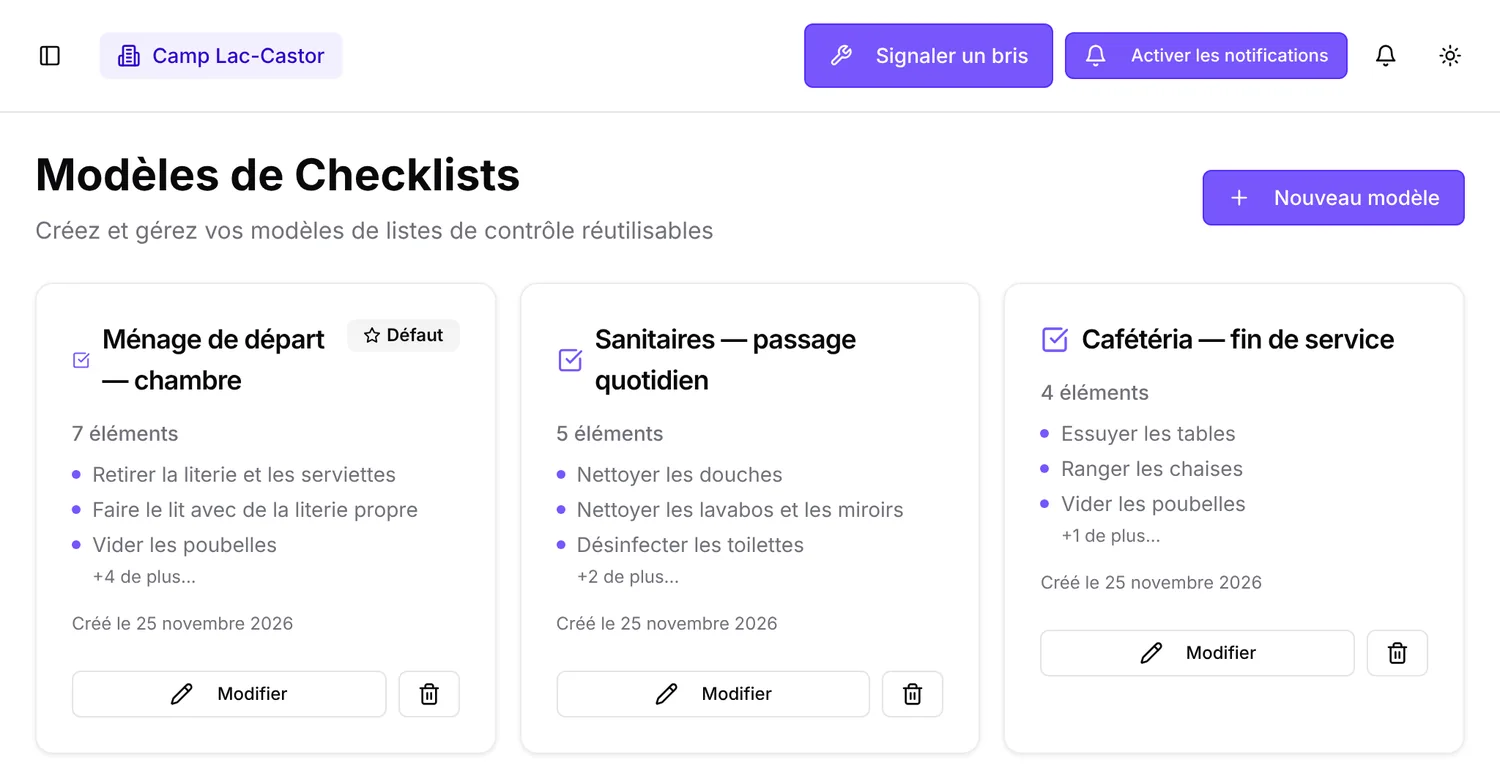 Camp Lac-Castor
Signaler un bris
Activer les notifications
Modèles de Checklists
Créez et gérez vos modèles de listes de contrôle réutilisables
Nouveau modèle
Ménage de départ
— chambre
Défaut
7 éléments
Retirer la literie et les serviettes
Faire le lit avec de la literie propre
Vider les poubelles
+4 de plus...
Créé le 25 novembre 2026
Modifier
Sanitaires — passage
quotidien
5 éléments
Nettoyer les douches
Nettoyer les lavabos et les miroirs
Désinfecter les toilettes
+2 de plus...
Créé le 25 novembre 2026
Modifier
Cafétéria — fin de service
4 éléments
Essuyer les tables
Ranger les chaises
Vider les poubelles
+1 de plus...
Créé le 25 novembre 2026
Modifier